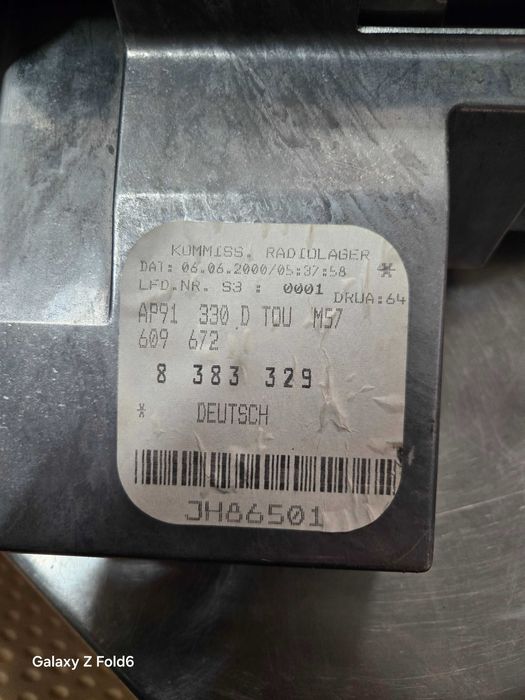 KOMMISS. RADIOLAGER
DAT: 06.06.2000/05:37:58 *
LFD.NR. S3 : 0001 DRUA:64
AP91 330 D TOU M57
609 672
8 383 329
* DEUTSCH
JH86501
Galaxy Z Fold6